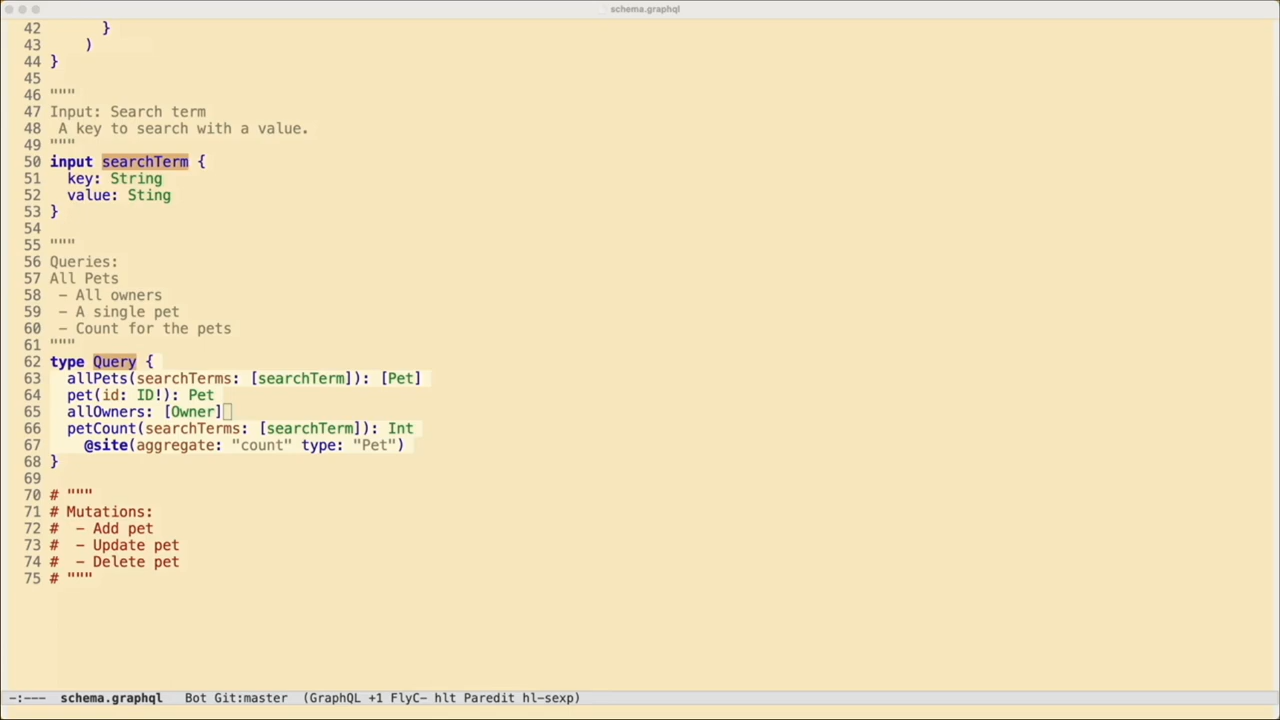 schema.graphql
42       }
43     )
44 }
45
46 """
47 Input: Search term
48  A key to search with a value.
49 """
50 input searchTerm {
51   key: String
52   value: Sting
53 }
54
55 """
56 Queries:
57 All Pets
58  - All owners
59  - A single pet
60  - Count for the pets
61 """
62 type Query {
63   allPets(searchTerms: [searchTerm]): [Pet]
64   pet(id: ID!): Pet
65   allOwners: [Owner]
66   petCount(searchTerms: [searchTerm]): Int
67     @site(aggregate: "count" type: "Pet")
68 }
69
70 # """
71 # Mutations:
72 #  - Add pet
73 #  - Update pet
74 #  - Delete pet
75 # """
-:---  schema.graphql   Bot Git:master  (GraphQL +1 FlyC- hlt Paredit hl-sexp)